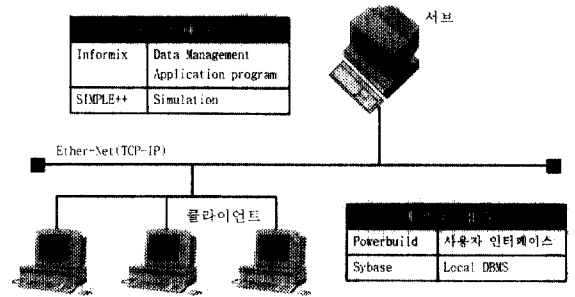 서브
Informix
Data Management
Application program
SIMPLE++
Simulation
Ether-Net(TCP-IP)
클라이언트
Powerbuild
사용자 인터페이스
Sybase
Local DBMS